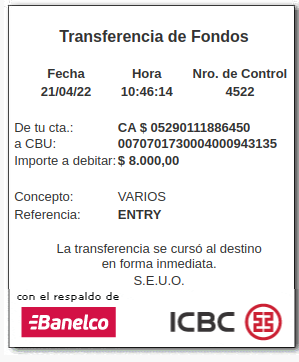 Transferencia de Fondos
Fecha Hora Nro. de Control
21/04/22 10:46:14 4522
De tu cta.: CA $ 05290111886450
a CBU: 0070701730004000943135
Importe a debitar: $ 8.000,00
Concepto: VARIOS
Referencia: ENTRY
La transferencia se cursó al destino
en forma inmediata.
S.E.U.O.
con el respaldo de
Banelco ICBC